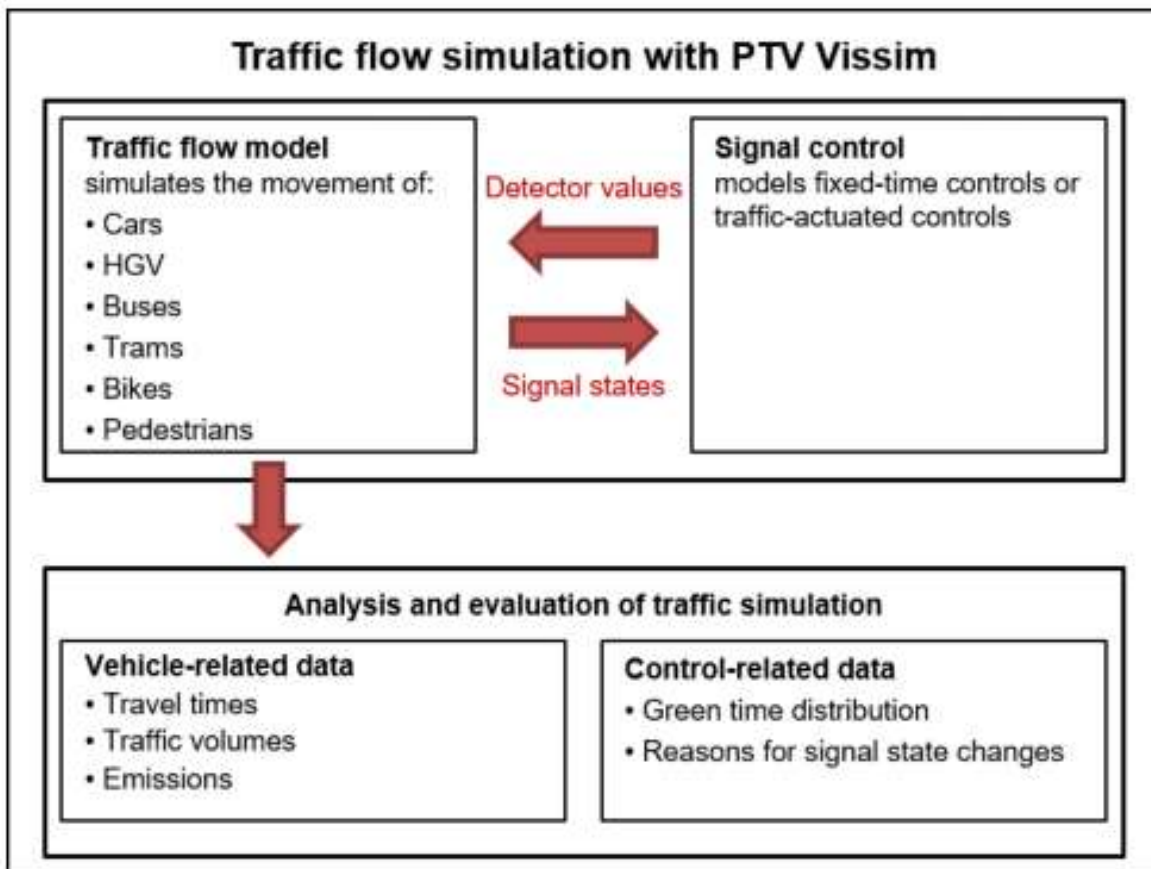 Traffic flow simulation with PTV Vissim
Traffic flow model
simulates the movement of:
• Cars
• HGV
• Buses
• Trams
• Bikes
• Pedestrians
Detector values
Signal states
Signal control
models fixed-time controls or
traffic-actuated controls
Analysis and evaluation of traffic simulation
Vehicle-related data
• Travel times
• Traffic volumes
• Emissions
Control-related data
• Green time distribution
• Reasons for signal state changes